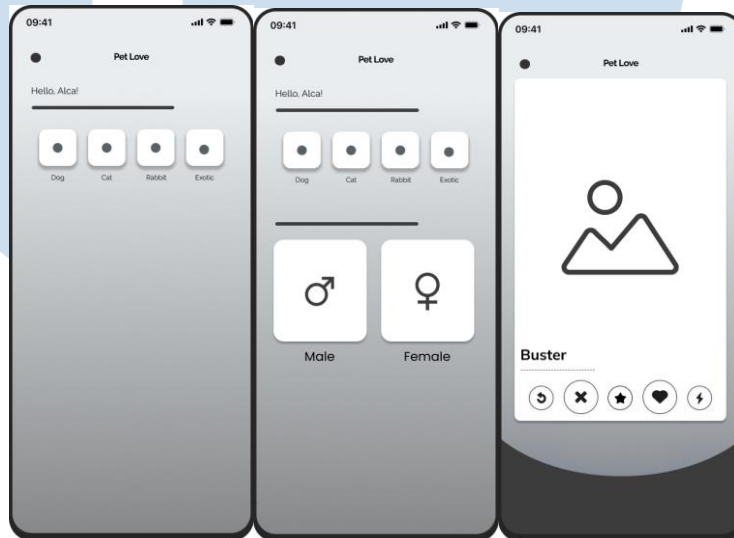 09:41
Pet Love
Hello, Alca!
Dog Cat Rabbit Exotic
09:41
Pet Love
Hello, Alca!
Dog Cat Rabbit Exotic
Male Female
09:41
Pet Love
Buster